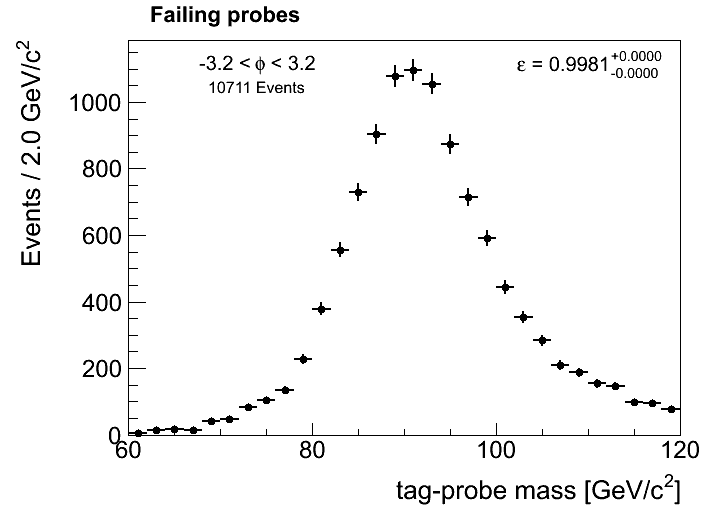 Failing probes
-3.2 < ϕ < 3.2
10711 Events
ε = 0.9981+0.0000 -0.0000
Events / 2.0 GeV/c2
1000
800
600
400
200
0
60 80 100 120
tag-probe mass [GeV/c2]